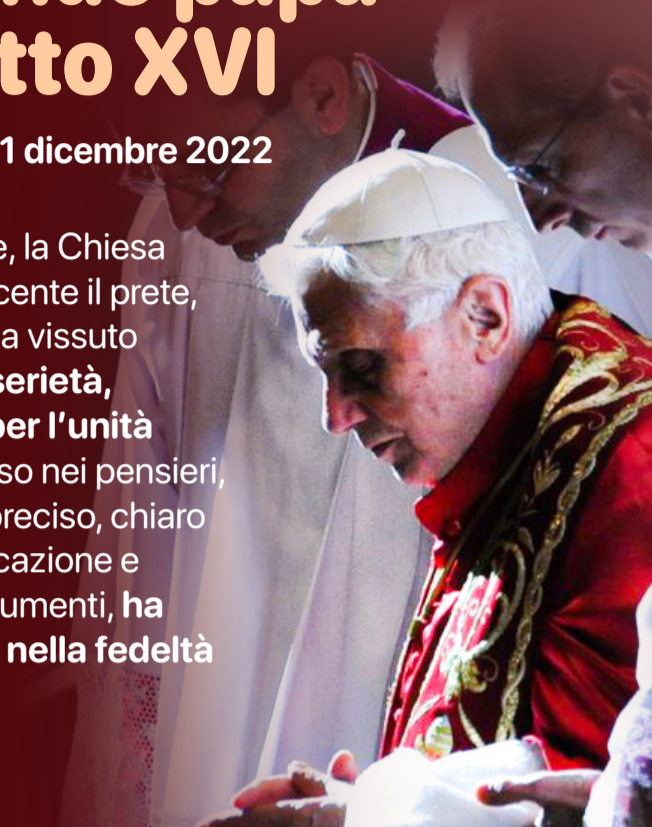 papa
tto XVI
1 dicembre 2022
e, la Chiesa
cente il prete,
a vissuto
serietà,
per l'unità
so nei pensieri,
preciso, chiaro
cazione e
umenti, ha
nella fedeltà